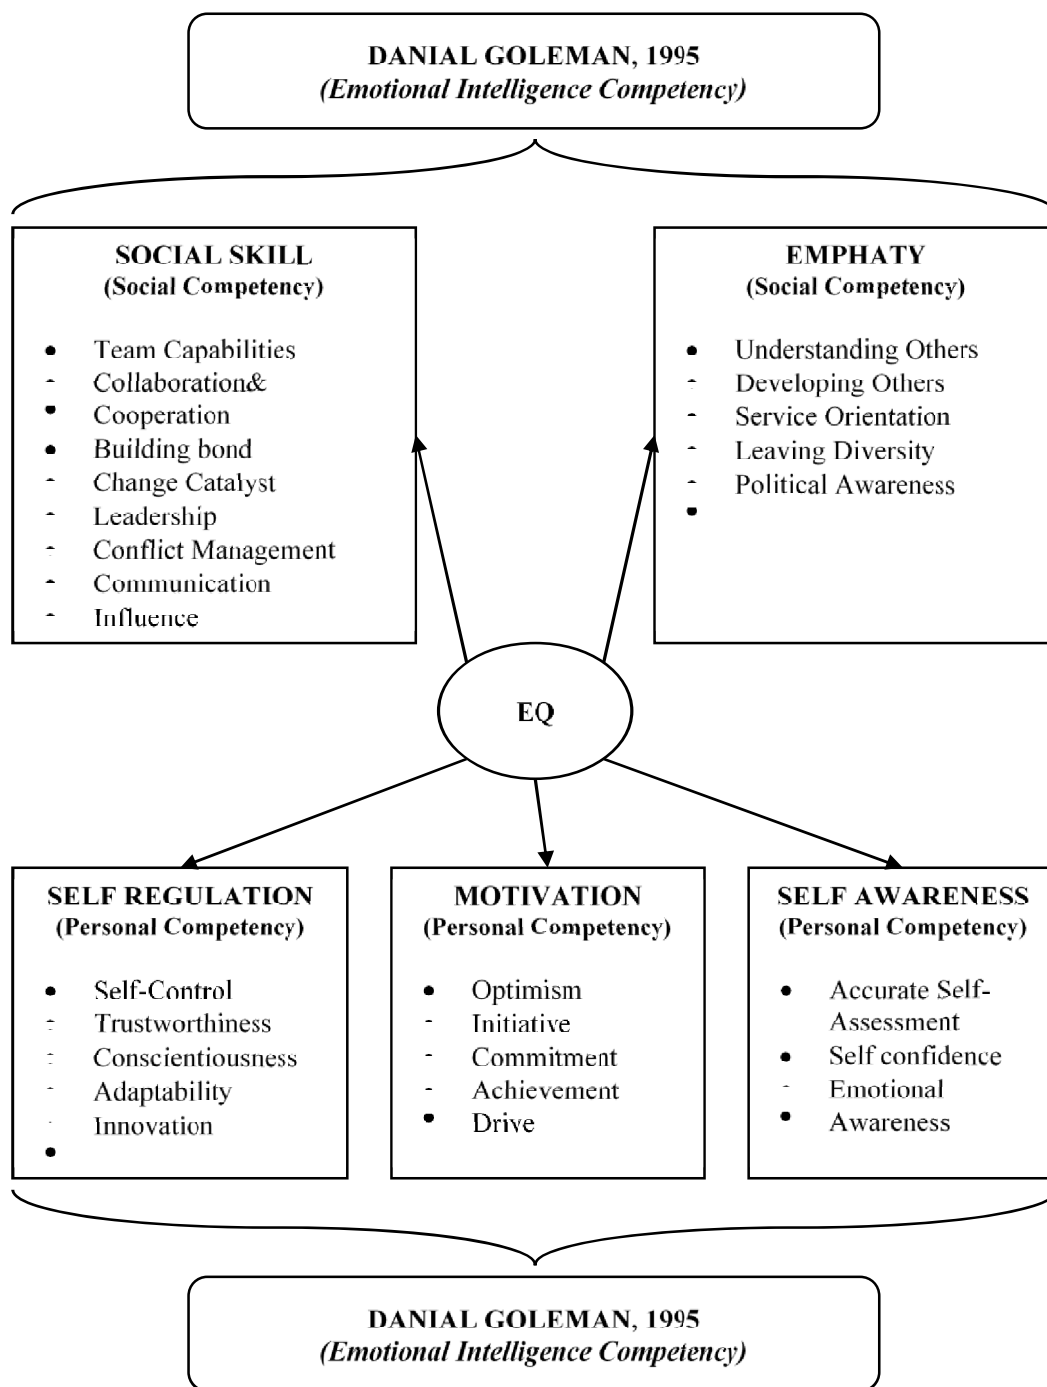 DANIAL GOLEMAN, 1995
(Emotional Intelligence Competency)
SOCIAL SKILL
(Social Competency)
• Team Capabilities
- Collaboration&
• Cooperation
• Building bond
- Change Catalyst
- Leadership
- Conflict Management
- Communication
- Influence
EMPHATY
(Social Competency)
• Understanding Others
- Developing Others
- Service Orientation
- Leaving Diversity
- Political Awareness
•
EQ
SELF REGULATION
(Personal Competency)
• Self-Control
- Trustworthiness
- Conscientiousness
- Adaptability
- Innovation
•
MOTIVATION
(Personal Competency)
• Optimism
- Initiative
- Commitment
- Achievement
• Drive
SELF AWARENESS
(Personal Competency)
• Accurate Self-
Assessment
• Self confidence
- Emotional
• Awareness
DANIAL GOLEMAN, 1995
(Emotional Intelligence Competency)